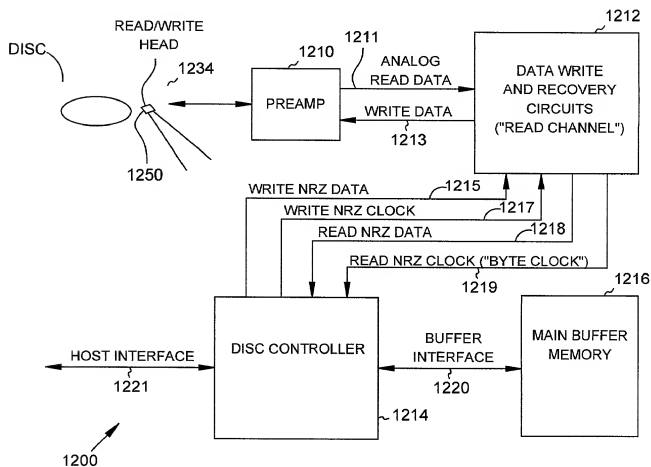 READ/WRITE
HEAD
DISC
1234
1250
1210
PREAMP
1211
ANALOG
READ DATA
WRITE DATA
1213
1212
DATA WRITE
AND RECOVERY
CIRCUITS
("READ CHANNEL")
WRITE NRZ DATA
1215
WRITE NRZ CLOCK
1217
READ NRZ DATA
1218
READ NRZ CLOCK ("BYTE CLOCK")
1219
1216
MAIN BUFFER
MEMORY
DISC CONTROLLER
BUFFER
INTERFACE
1220
HOST INTERFACE
1221
1214
1200